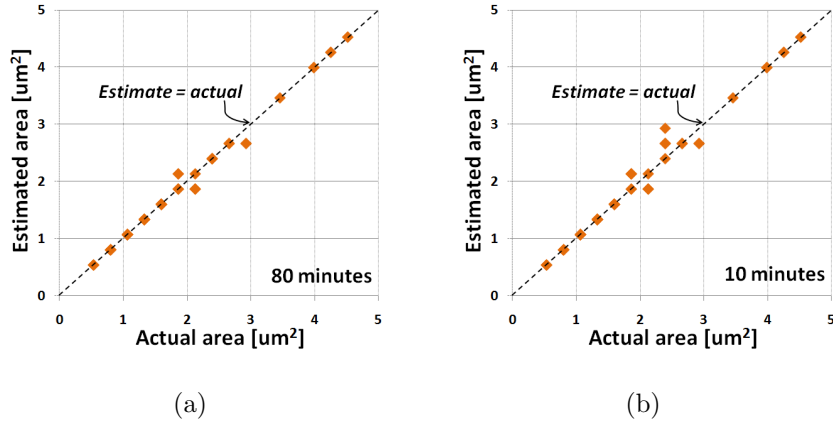 5
4
3
2
1
0
Estimated area [um²]
Estimate = actual
80 minutes
0 1 2 3 4 5
Actual area [um²]
(a)
5
4
3
2
1
0
Estimated area [um²]
Estimate = actual
10 minutes
0 1 2 3 4 5
Actual area [um²]
(b)